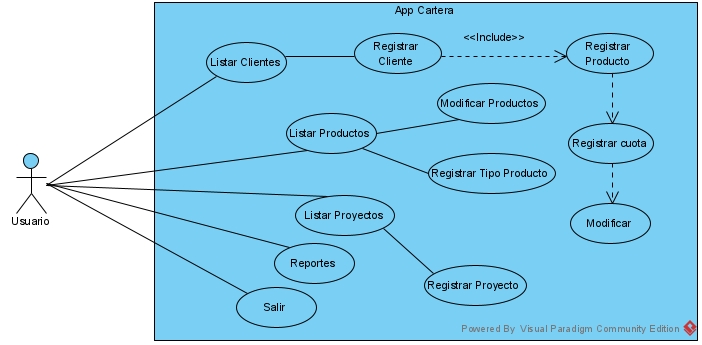 App Cartera
Listar Clientes
Registrar
Cliente
<<Include>>
Registrar
Producto
Modificar Productos
Listar Productos
Registrar cuota
Registrar Tipo Producto
Usuario
Listar Proyectos
Modificar
Reportes
Registrar Proyecto
Salir
Powered By Visual Paradigm Community Edition